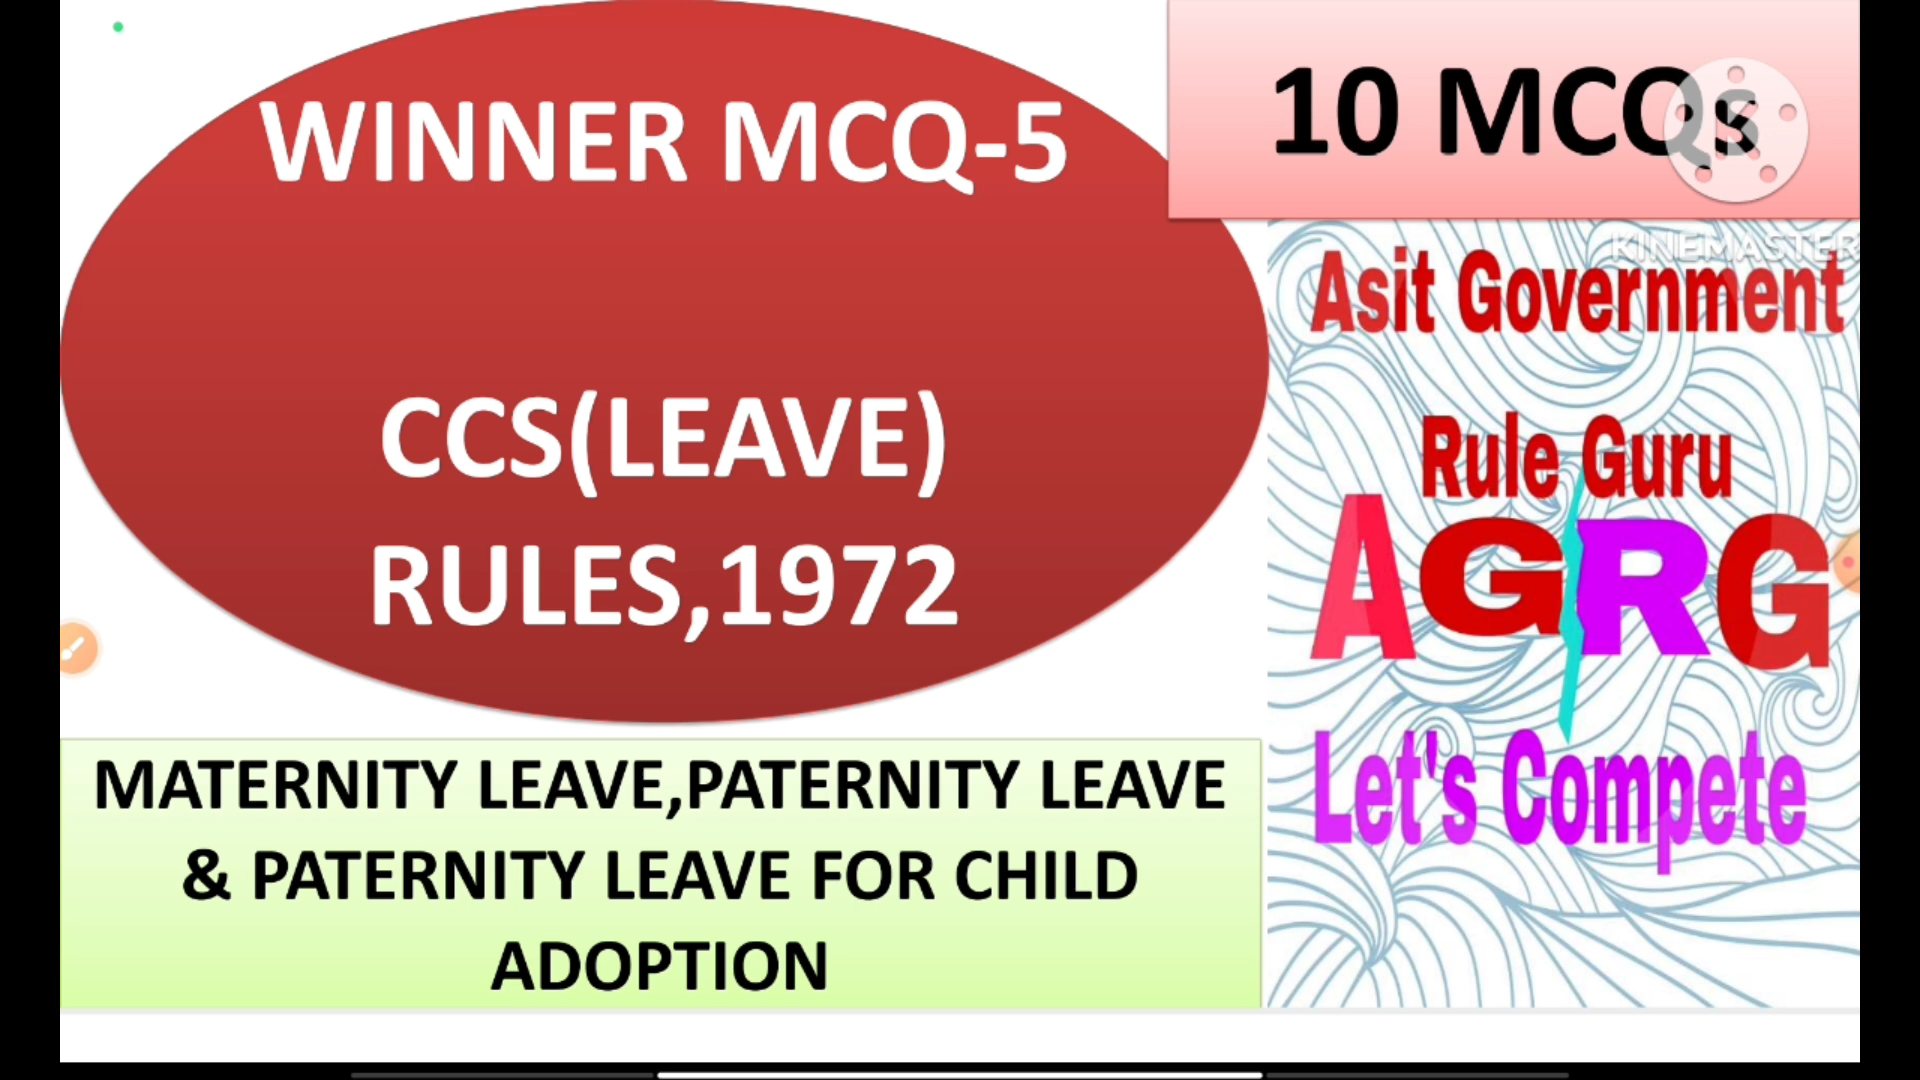 WINNER MCQ-5
CCS(LEAVE)
RULES,1972
10 MCQs
KINEMASTER
Asit Government
Rule Guru
AGRG
Let's Compete
MATERNITY LEAVE,PATERNITY LEAVE
& PATERNITY LEAVE FOR CHILD
ADOPTION